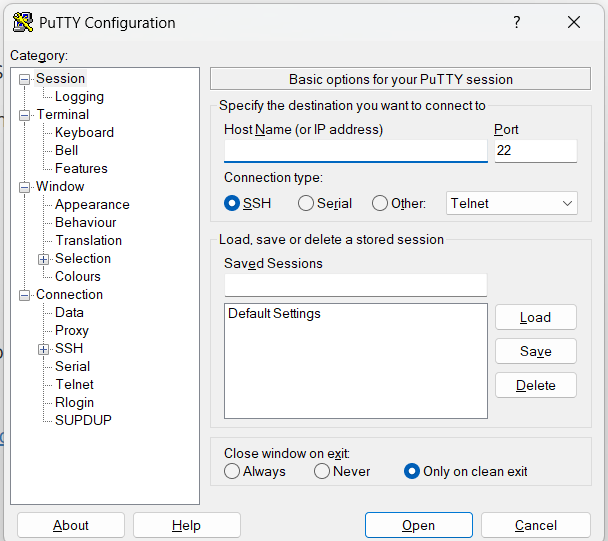 PuTTY Configuration
?
Category:
Session
Logging
Terminal
Keyboard
Bell
Features
Window
Appearance
Behaviour
Translation
Selection
Colours
Connection
Data
Proxy
SSH
Serial
Telnet
Rlogin
SUPDUP
Basic options for your PuTTY session
Specify the destination you want to connect to
Host Name (or IP address) Port
22
Connection type:
SSH Serial Other: Telnet
Load, save or delete a stored session
Saved Sessions
Default Settings
Load
Save
Delete
Close window on exit:
Always Never Only on clean exit
About Help Open Cancel